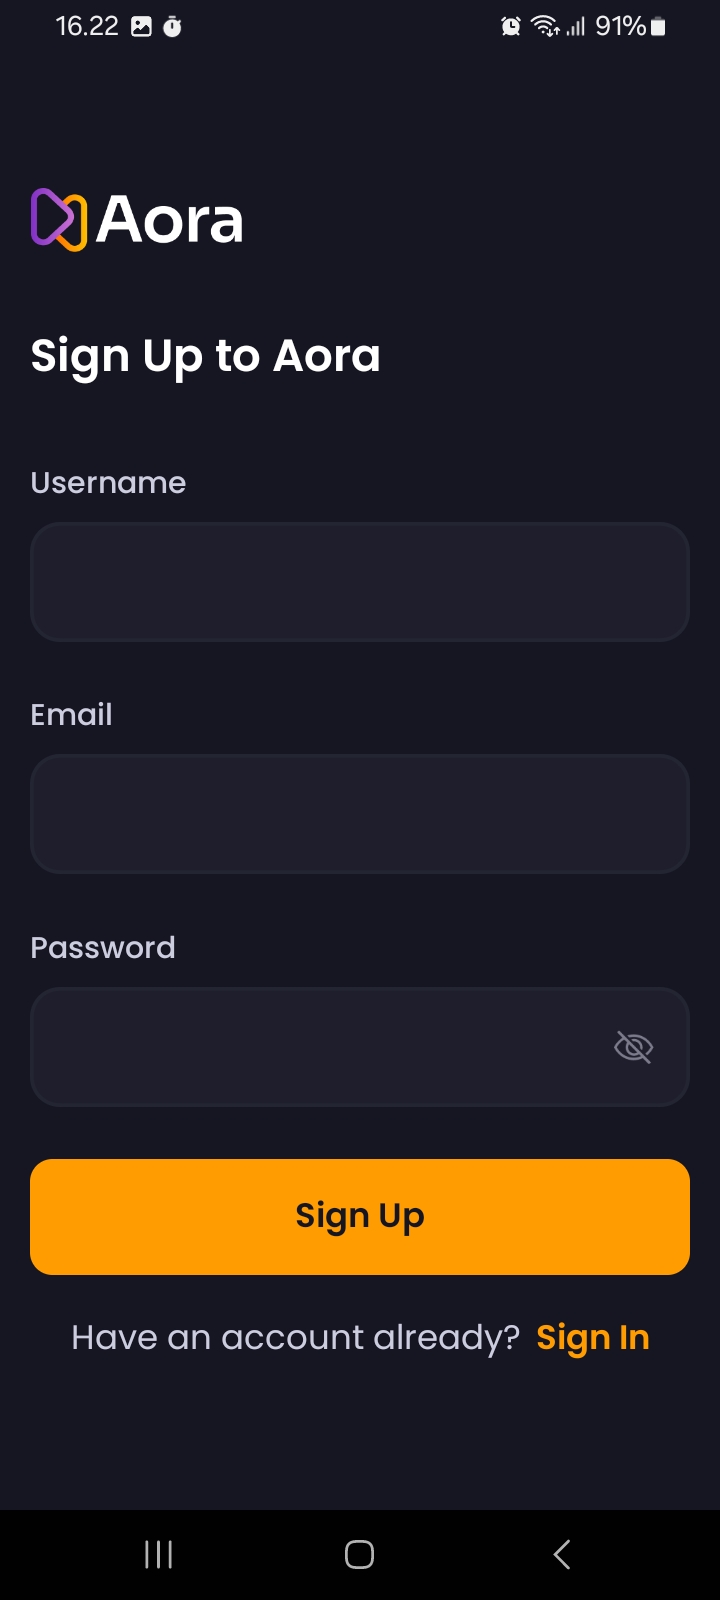 16.22 91%
Aora
Sign Up to Aora
Username
Email
Password
Sign Up
Have an account already? Sign In